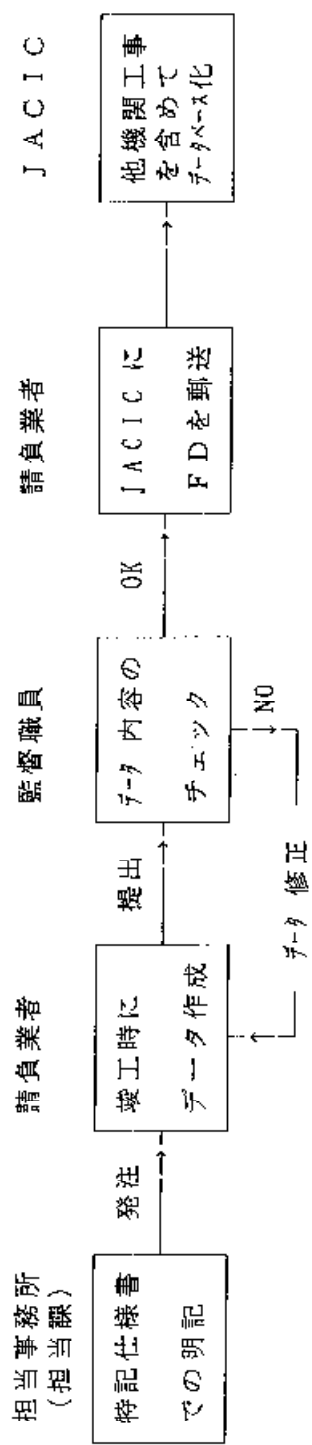 担当事務所
（担当課）
特記仕様書
での明記
発注
請負業者
竣工時に
データ作成
提出
監督職員
データ内容の
チェック
OK
NO
データ修正
請負業者
ＪＡＣＩＣに
ＦＤを郵送
ＪＡＣＩＣ
他機関工事
を含めて
データベース化